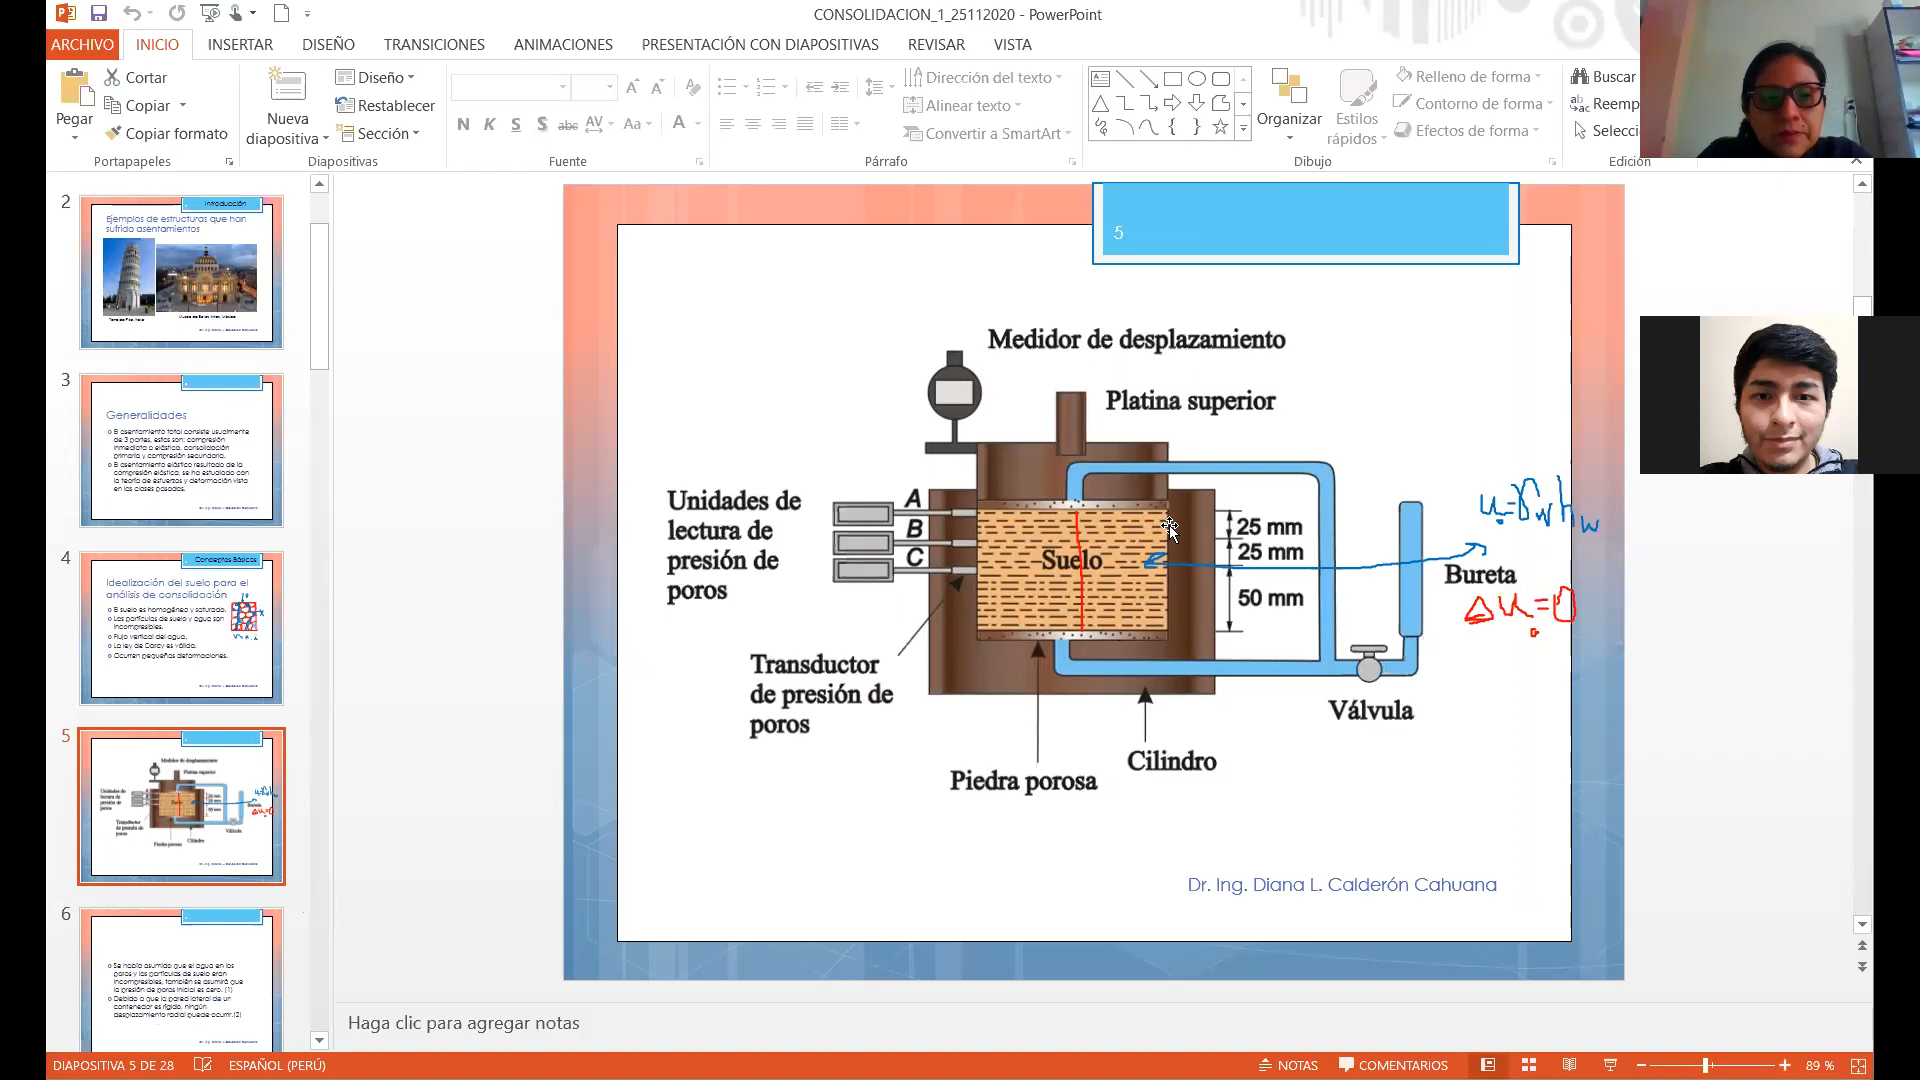 CONSOLIDACION_1_25112020 - PowerPoint
ARCHIVO INICIO INSERTAR DISEÑO TRANSICIONES ANIMACIONES PRESENTACIÓN CON DIAPOSITIVAS REVISAR VISTA
Pegar
Cortar
Copiar
Copiar formato
Portapapeles
Nueva
diapositiva
Diseño
Restablecer
Sección
Diapositivas
N K S S abc AV Aa A
Fuente
Dirección del texto
Alinear texto
Convertir a SmartArt
Párrafo
Organizar
Estilos
rápidos
Relleno de forma
Contorno de forma
Efectos de forma
Dibujo
Buscar
Reemp
Selecci
Edición
2
Introducción
Ejemplos de estructuras que han
sufrido asentamientos
3
Generalidades
El asentamiento total consiste usualmente
de 3 partes, estas son: compresión
inmediata o elástica, consolidación
primaria y compresión secundaria.
El asentamiento elástico resultado de la
compresión elástica, se ha estudiado con
la teoría de esfuerzos y deformación vista
en las clases pasadas.
4
Conceptos Básicos
Idealización del suelo para el
análisis de consolidación
El suelo es homogéneo y saturado.
Las partículas de suelo y agua son
incompresibles.
Flujo vertical del agua.
La ley de Darcy es válida.
Ocurren pequeñas deformaciones.
5
6
Se había asumido que el agua en los
poros y las partículas de suelo eran
incompresibles, también se asumirá que
la presión de poros inicial es cero. (1)
Debido a que la pared lateral de un
contenedor es rígido, ningún
desplazamiento radial puede ocurrir.(2)
5
Medidor de desplazamiento
Platina superior
Unidades de
lectura de
presión de
poros
A
B
C
Suelo
25 mm
25 mm
50 mm
u=γw hw
Bureta
Δu=0
Transductor
de presión de
poros
Válvula
Cilindro
Piedra porosa
Dr. Ing. Diana L. Calderón Cahuana
Haga clic para agregar notas
DIAPOSITIVA 5 DE 28 ESPAÑOL (PERÚ) NOTAS COMENTARIOS 89 %